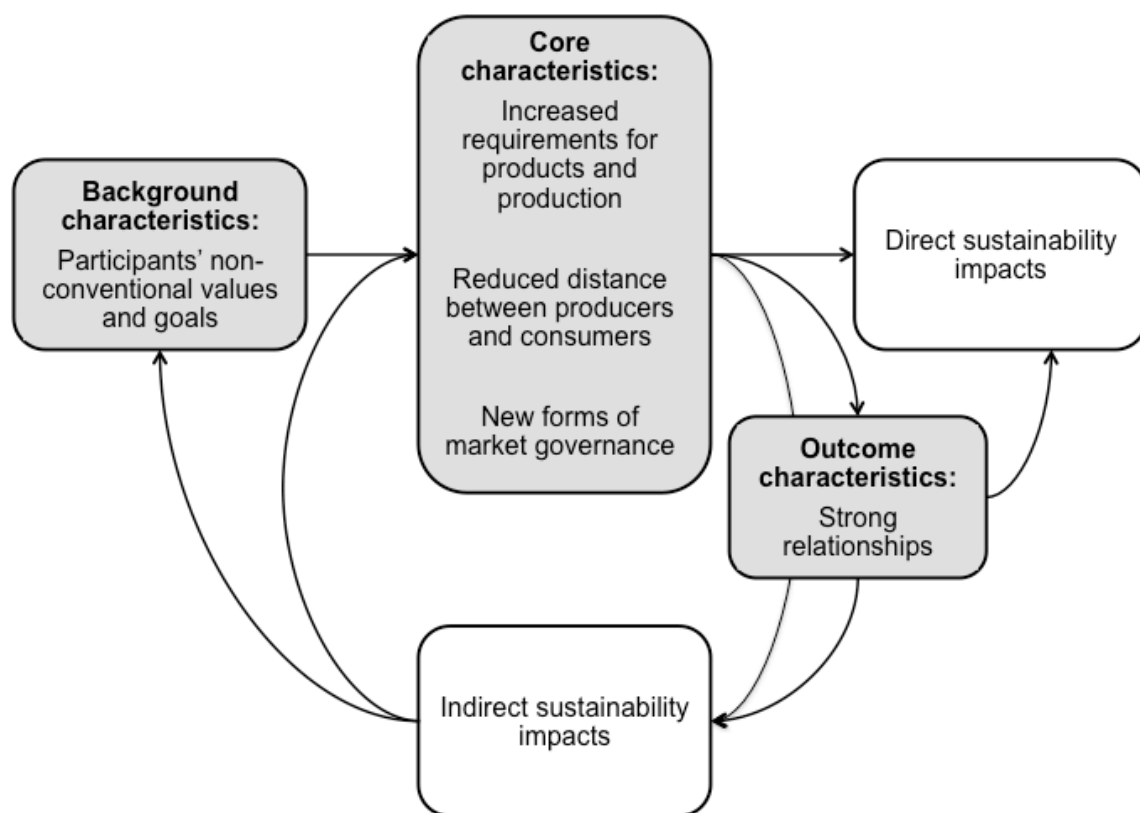 Core
characteristics:
Increased
requirements for
products and
production
Reduced distance
between producers
and consumers
New forms of
market governance
Background
characteristics:
Participants’ non-
conventional values
and goals
Direct sustainability
impacts
Outcome
characteristics:
Strong
relationships
Indirect sustainability
impacts